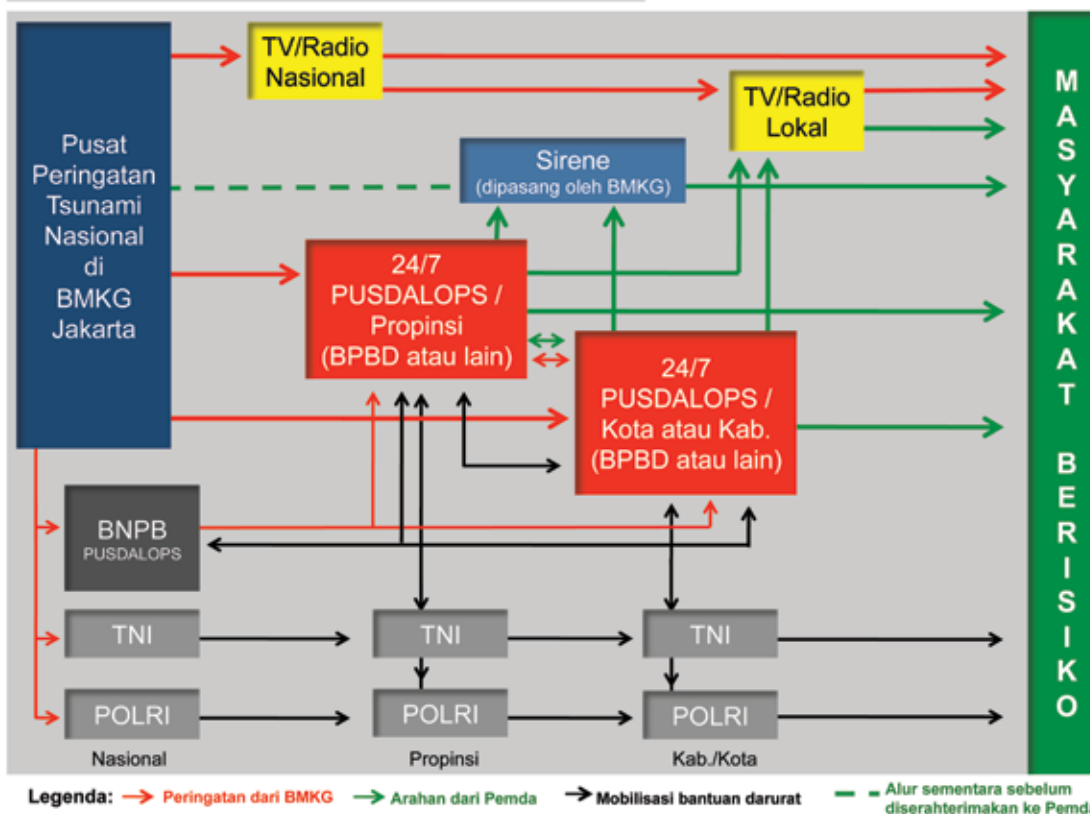 Pusat
Peringatan
Tsunami
Nasional
di
BMKG
Jakarta
TV/Radio
Nasional
TV/Radio
Lokal
Sirene
(dipasang oleh BMKG)
24/7
PUSDALOPS /
Propinsi
(BPBD atau lain)
24/7
PUSDALOPS /
Kota atau Kab.
(BPBD atau lain)
BNPB
PUSDALOPS
TNI
TNI
TNI
POLRI
POLRI
POLRI
Nasional
Propinsi
Kab./Kota
MASYARAKAT BERISIKO
Legenda: Peringatan dari BMKG Arahan dari Pemda Mobilisasi bantuan darurat Alur sementara sebelum
diserahterimakan ke Pemda